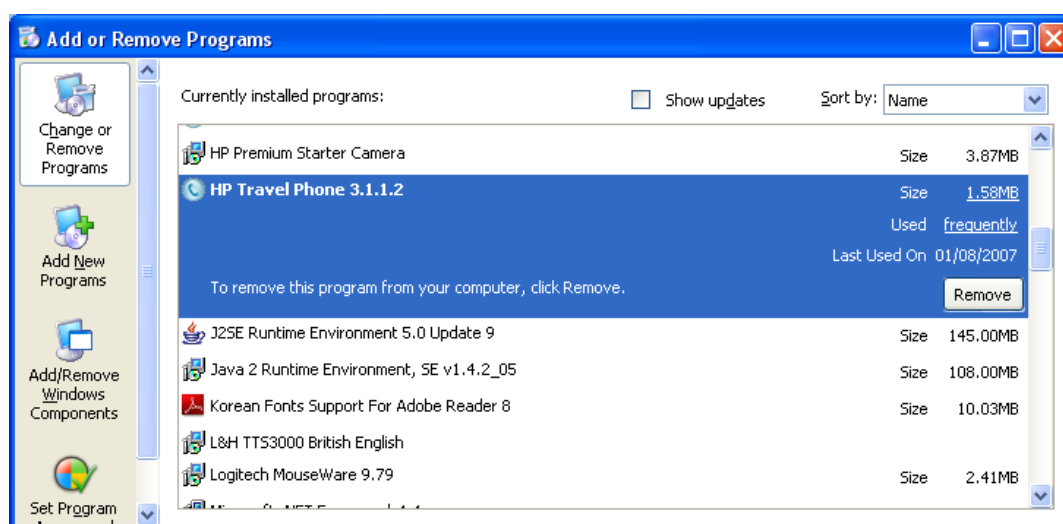 Add or Remove Programs
Change or
Remove
Programs
Add New
Programs
Add/Remove
Windows
Components
Set Program
Currently installed programs:
Show updates
Sort by: Name
HP Premium Starter Camera Size 3.87MB
HP Travel Phone 3.1.1.2 Size 1.58MB
Used frequently
Last Used On 01/08/2007
To remove this program from your computer, click Remove.
Remove
J2SE Runtime Environment 5.0 Update 9 Size 145.00MB
Java 2 Runtime Environment, SE v1.4.2_05 Size 108.00MB
Korean Fonts Support For Adobe Reader 8 Size 10.03MB
L&H TTS3000 British English
Logitech MouseWare 9.79 Size 2.41MB